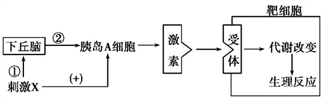 靶细胞
下丘脑
②
胰岛A细胞
激素
受体
代谢改变
①
刺激X
(+)
生理反应